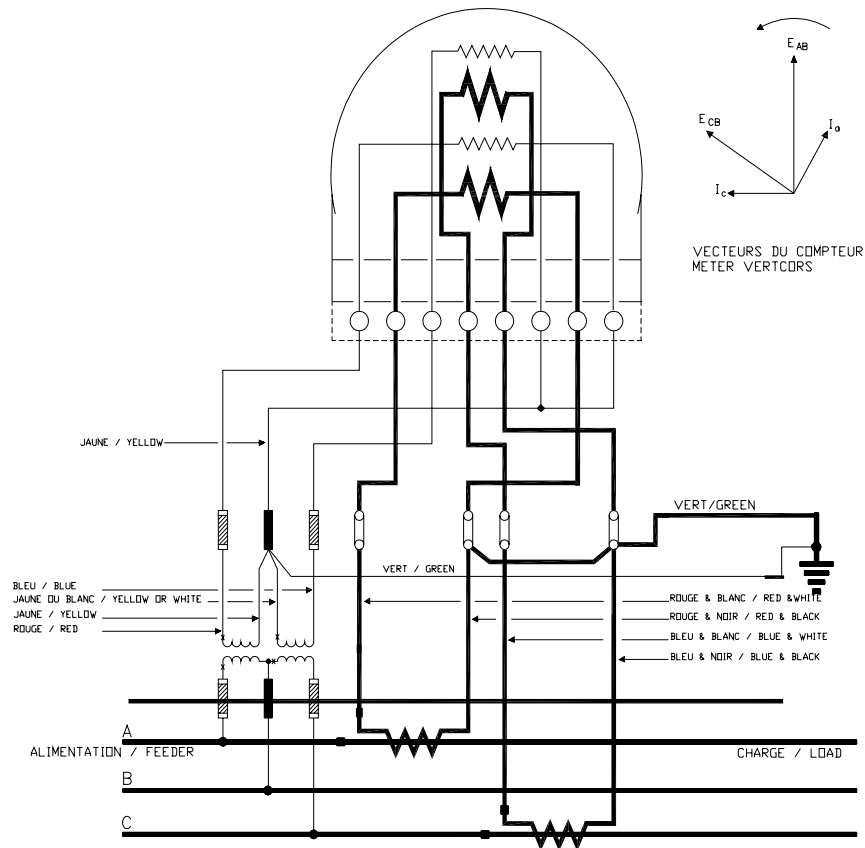 E AB
E CB
I a
I c
VECTEURS DU COMPTEUR
METER VERTCORS
JAUNE / YELLOW
VERT/GREEN
VERT / GREEN
BLEU / BLUE
JAUNE OU BLANC / YELLOW OR WHITE
JAUNE / YELLOW
ROUGE / RED
ROUGE & BLANC / RED &WHITE
ROUGE & NOIR / RED & BLACK
BLEU & BLANC / BLUE & WHITE
BLEU & NOIR / BLUE & BLACK
A
ALIMENTATION / FEEDER
CHARGE / LOAD
B
C